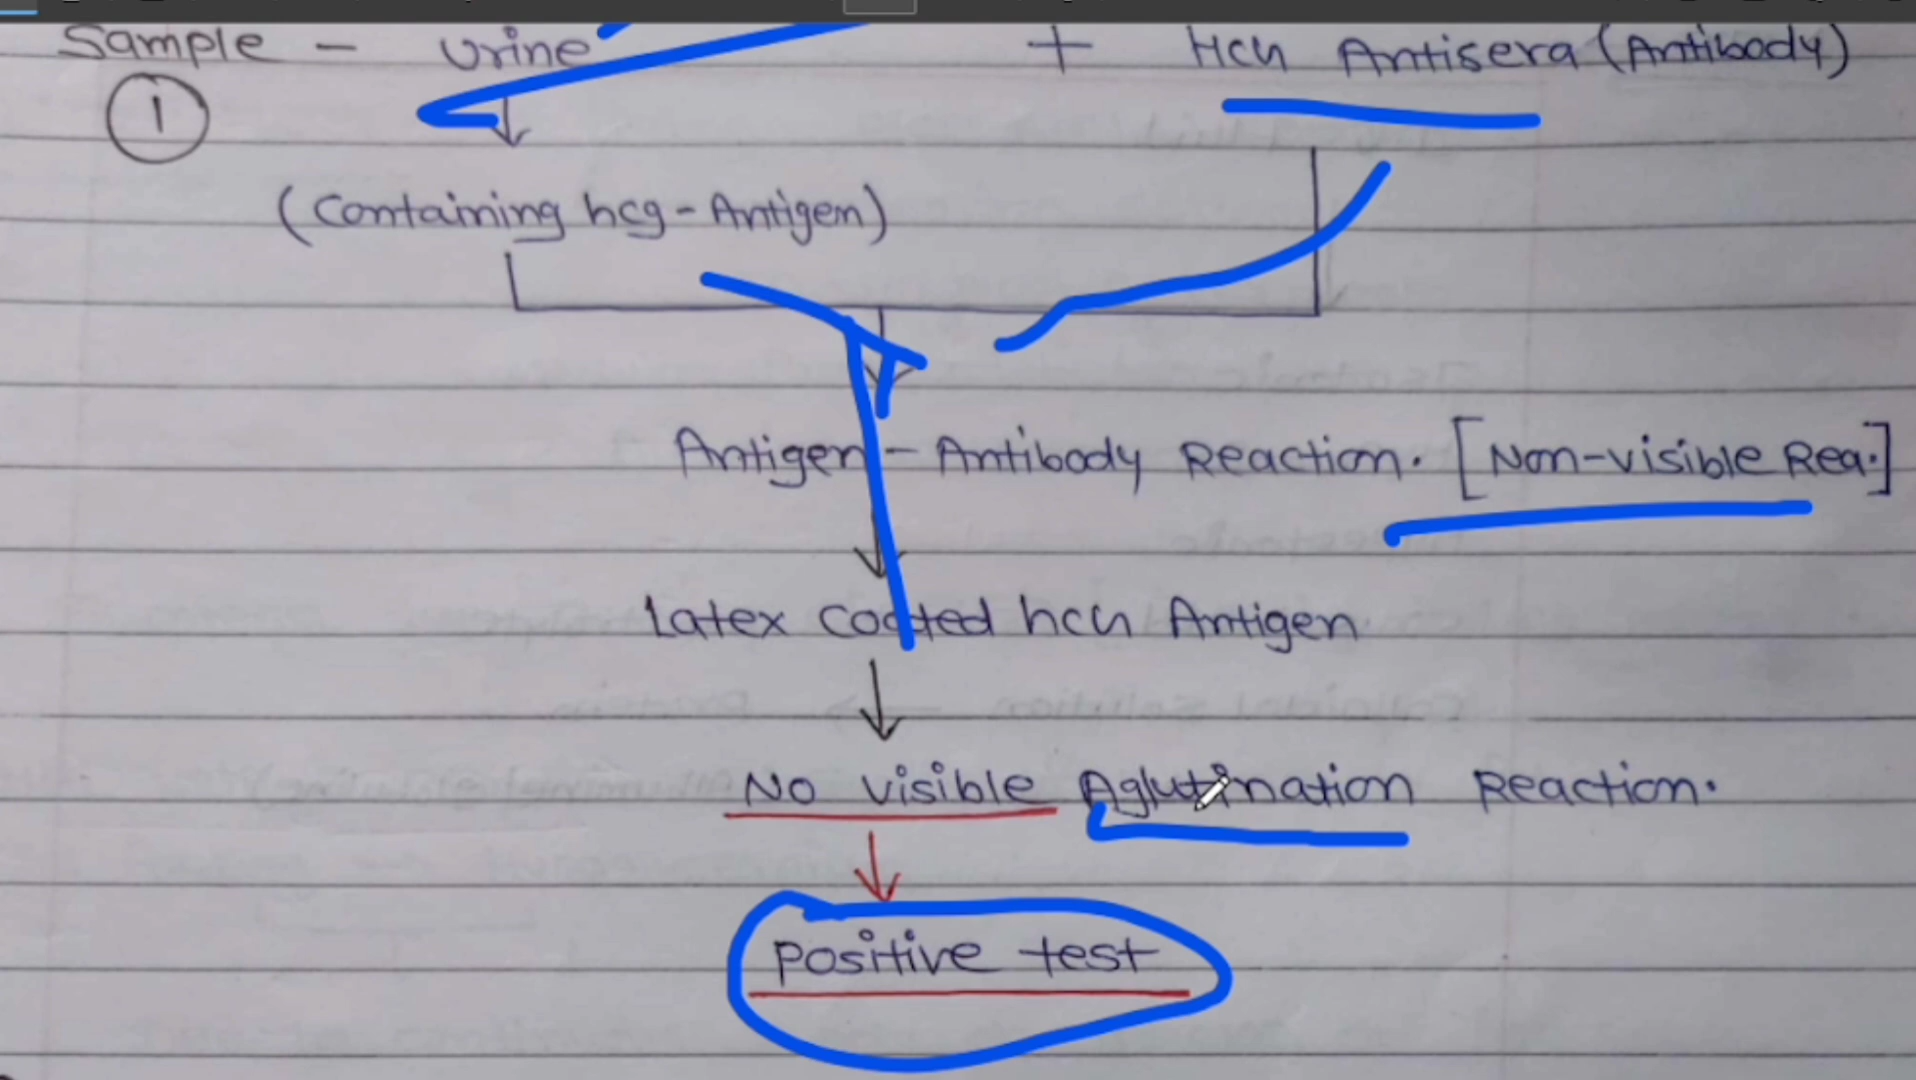 Sample - Urine + HCG Antisera (Antibody)
1
(Containing hcg - Antigen)
Antigen - Antibody Reaction. [Non-visible Rea.]
Latex coated hCG Antigen
No visible Aglutination Reaction.
Positive test